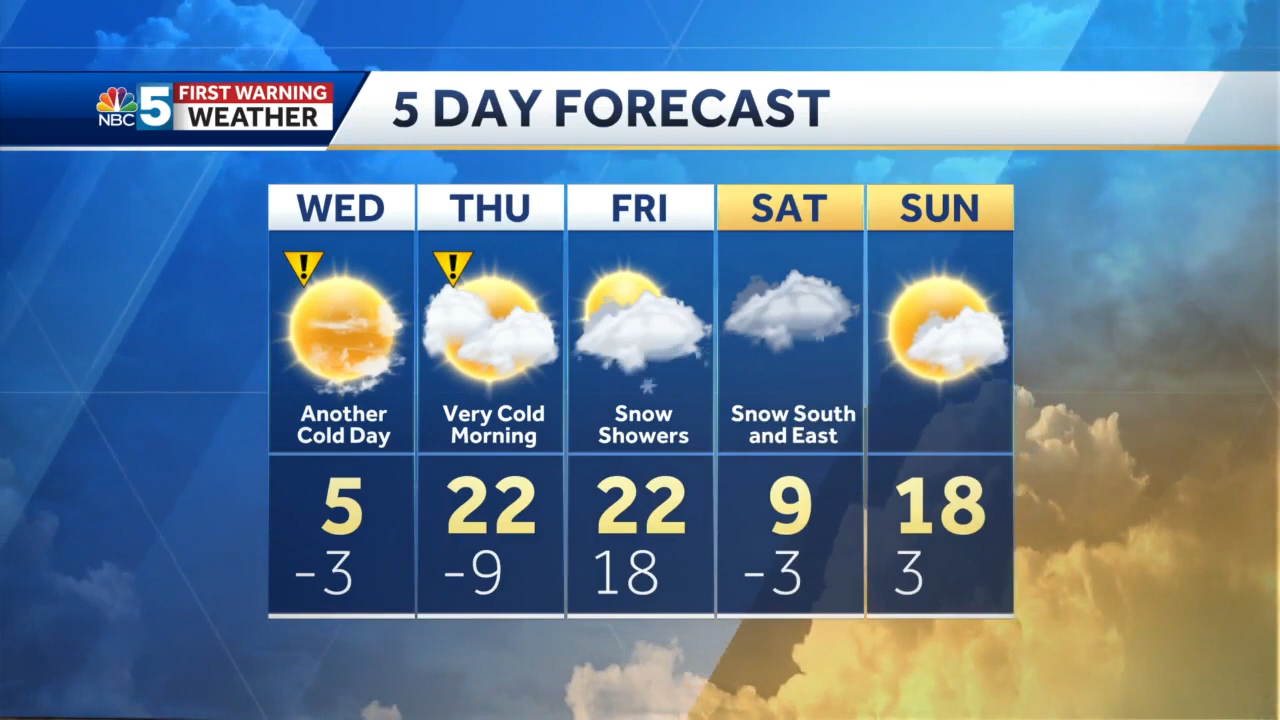 NBC 5 FIRST WARNING
WEATHER
5 DAY FORECAST
WED THU FRI SAT SUN
! !
Another Very Cold Snow Snow South
Cold Day Morning Showers and East
5 22 22 9 18
-3 -9 18 -3 3